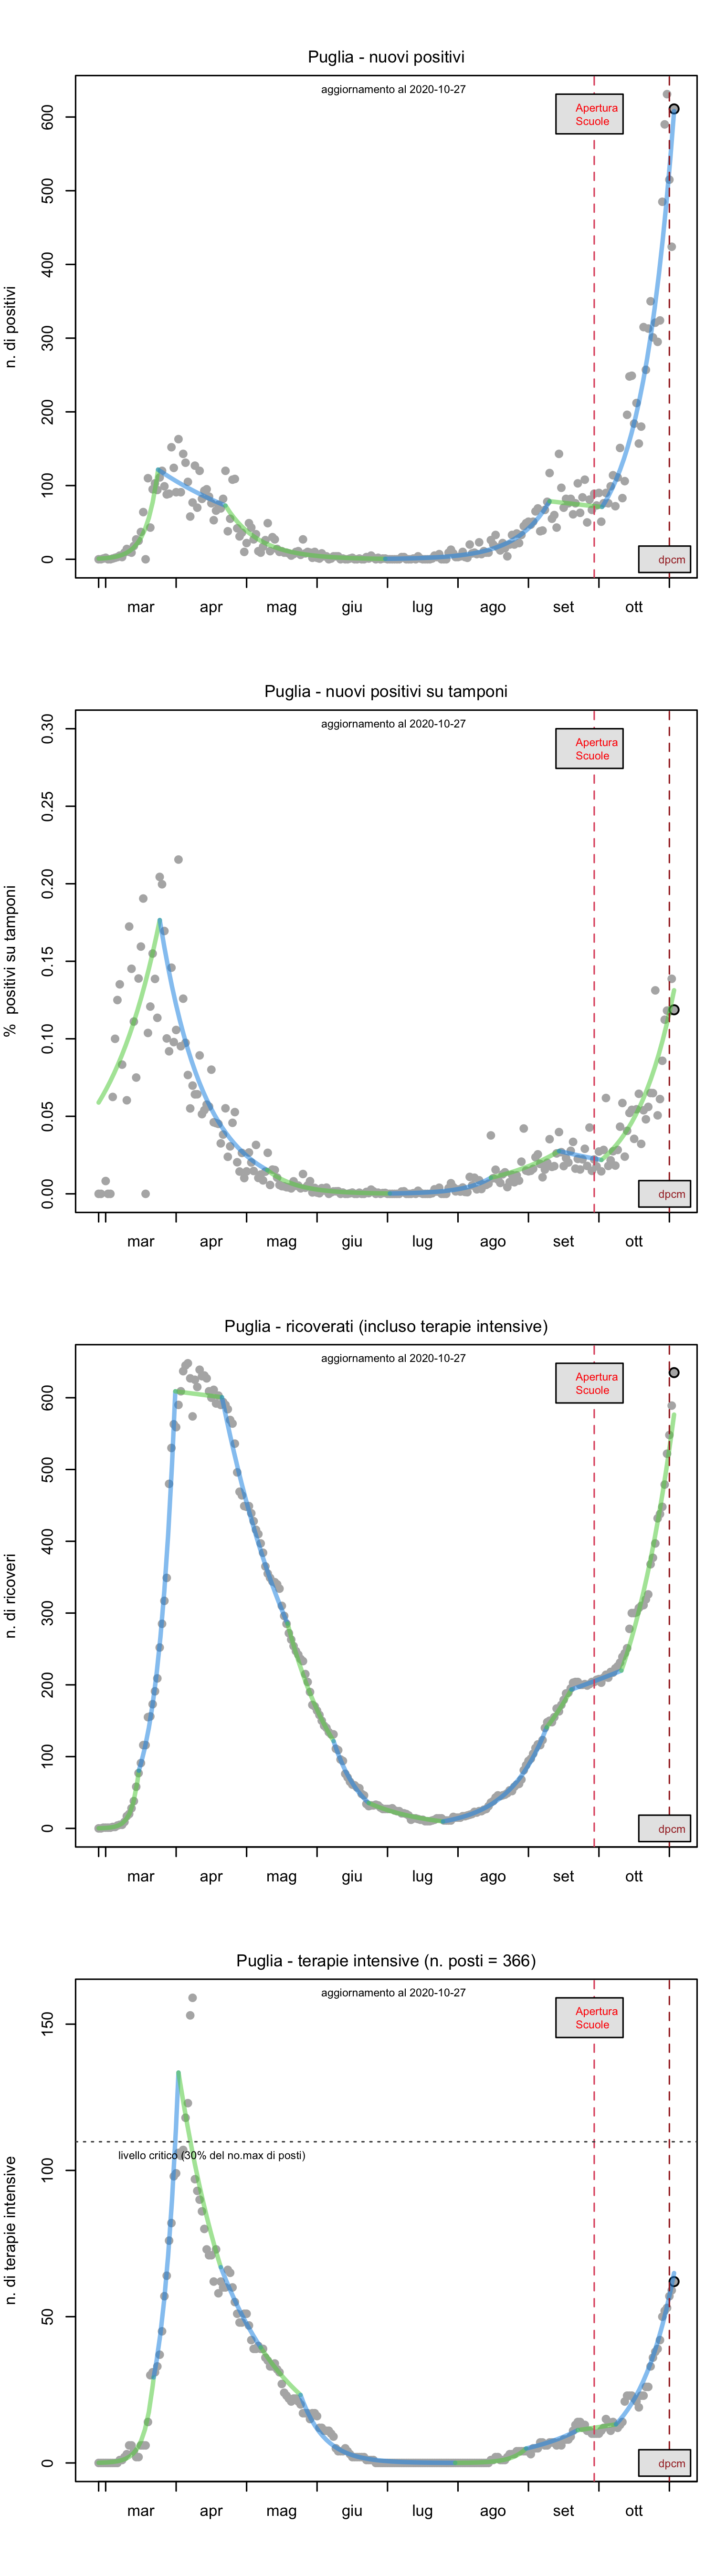 Puglia - nuovi positivi
aggiornamento al 2020-10-27
Apertura
Scuole
n. di positivi
600
500
400
300
200
100
0
dpcm
mar apr mag giu lug ago set ott
Puglia - nuovi positivi su tamponi
aggiornamento al 2020-10-27
Apertura
Scuole
% positivi su tamponi
0.30
0.25
0.20
0.15
0.10
0.05
0.00
dpcm
mar apr mag giu lug ago set ott
Puglia - ricoverati (incluso terapie intensive)
aggiornamento al 2020-10-27
Apertura
Scuole
n. di ricoveri
600
500
400
300
200
100
0
dpcm
mar apr mag giu lug ago set ott
Puglia - terapie intensive (n. posti = 366)
aggiornamento al 2020-10-27
Apertura
Scuole
n. di terapie intensive
150
livello critico (30% del no.max di posti)
100
50
0
dpcm
mar apr mag giu lug ago set ott